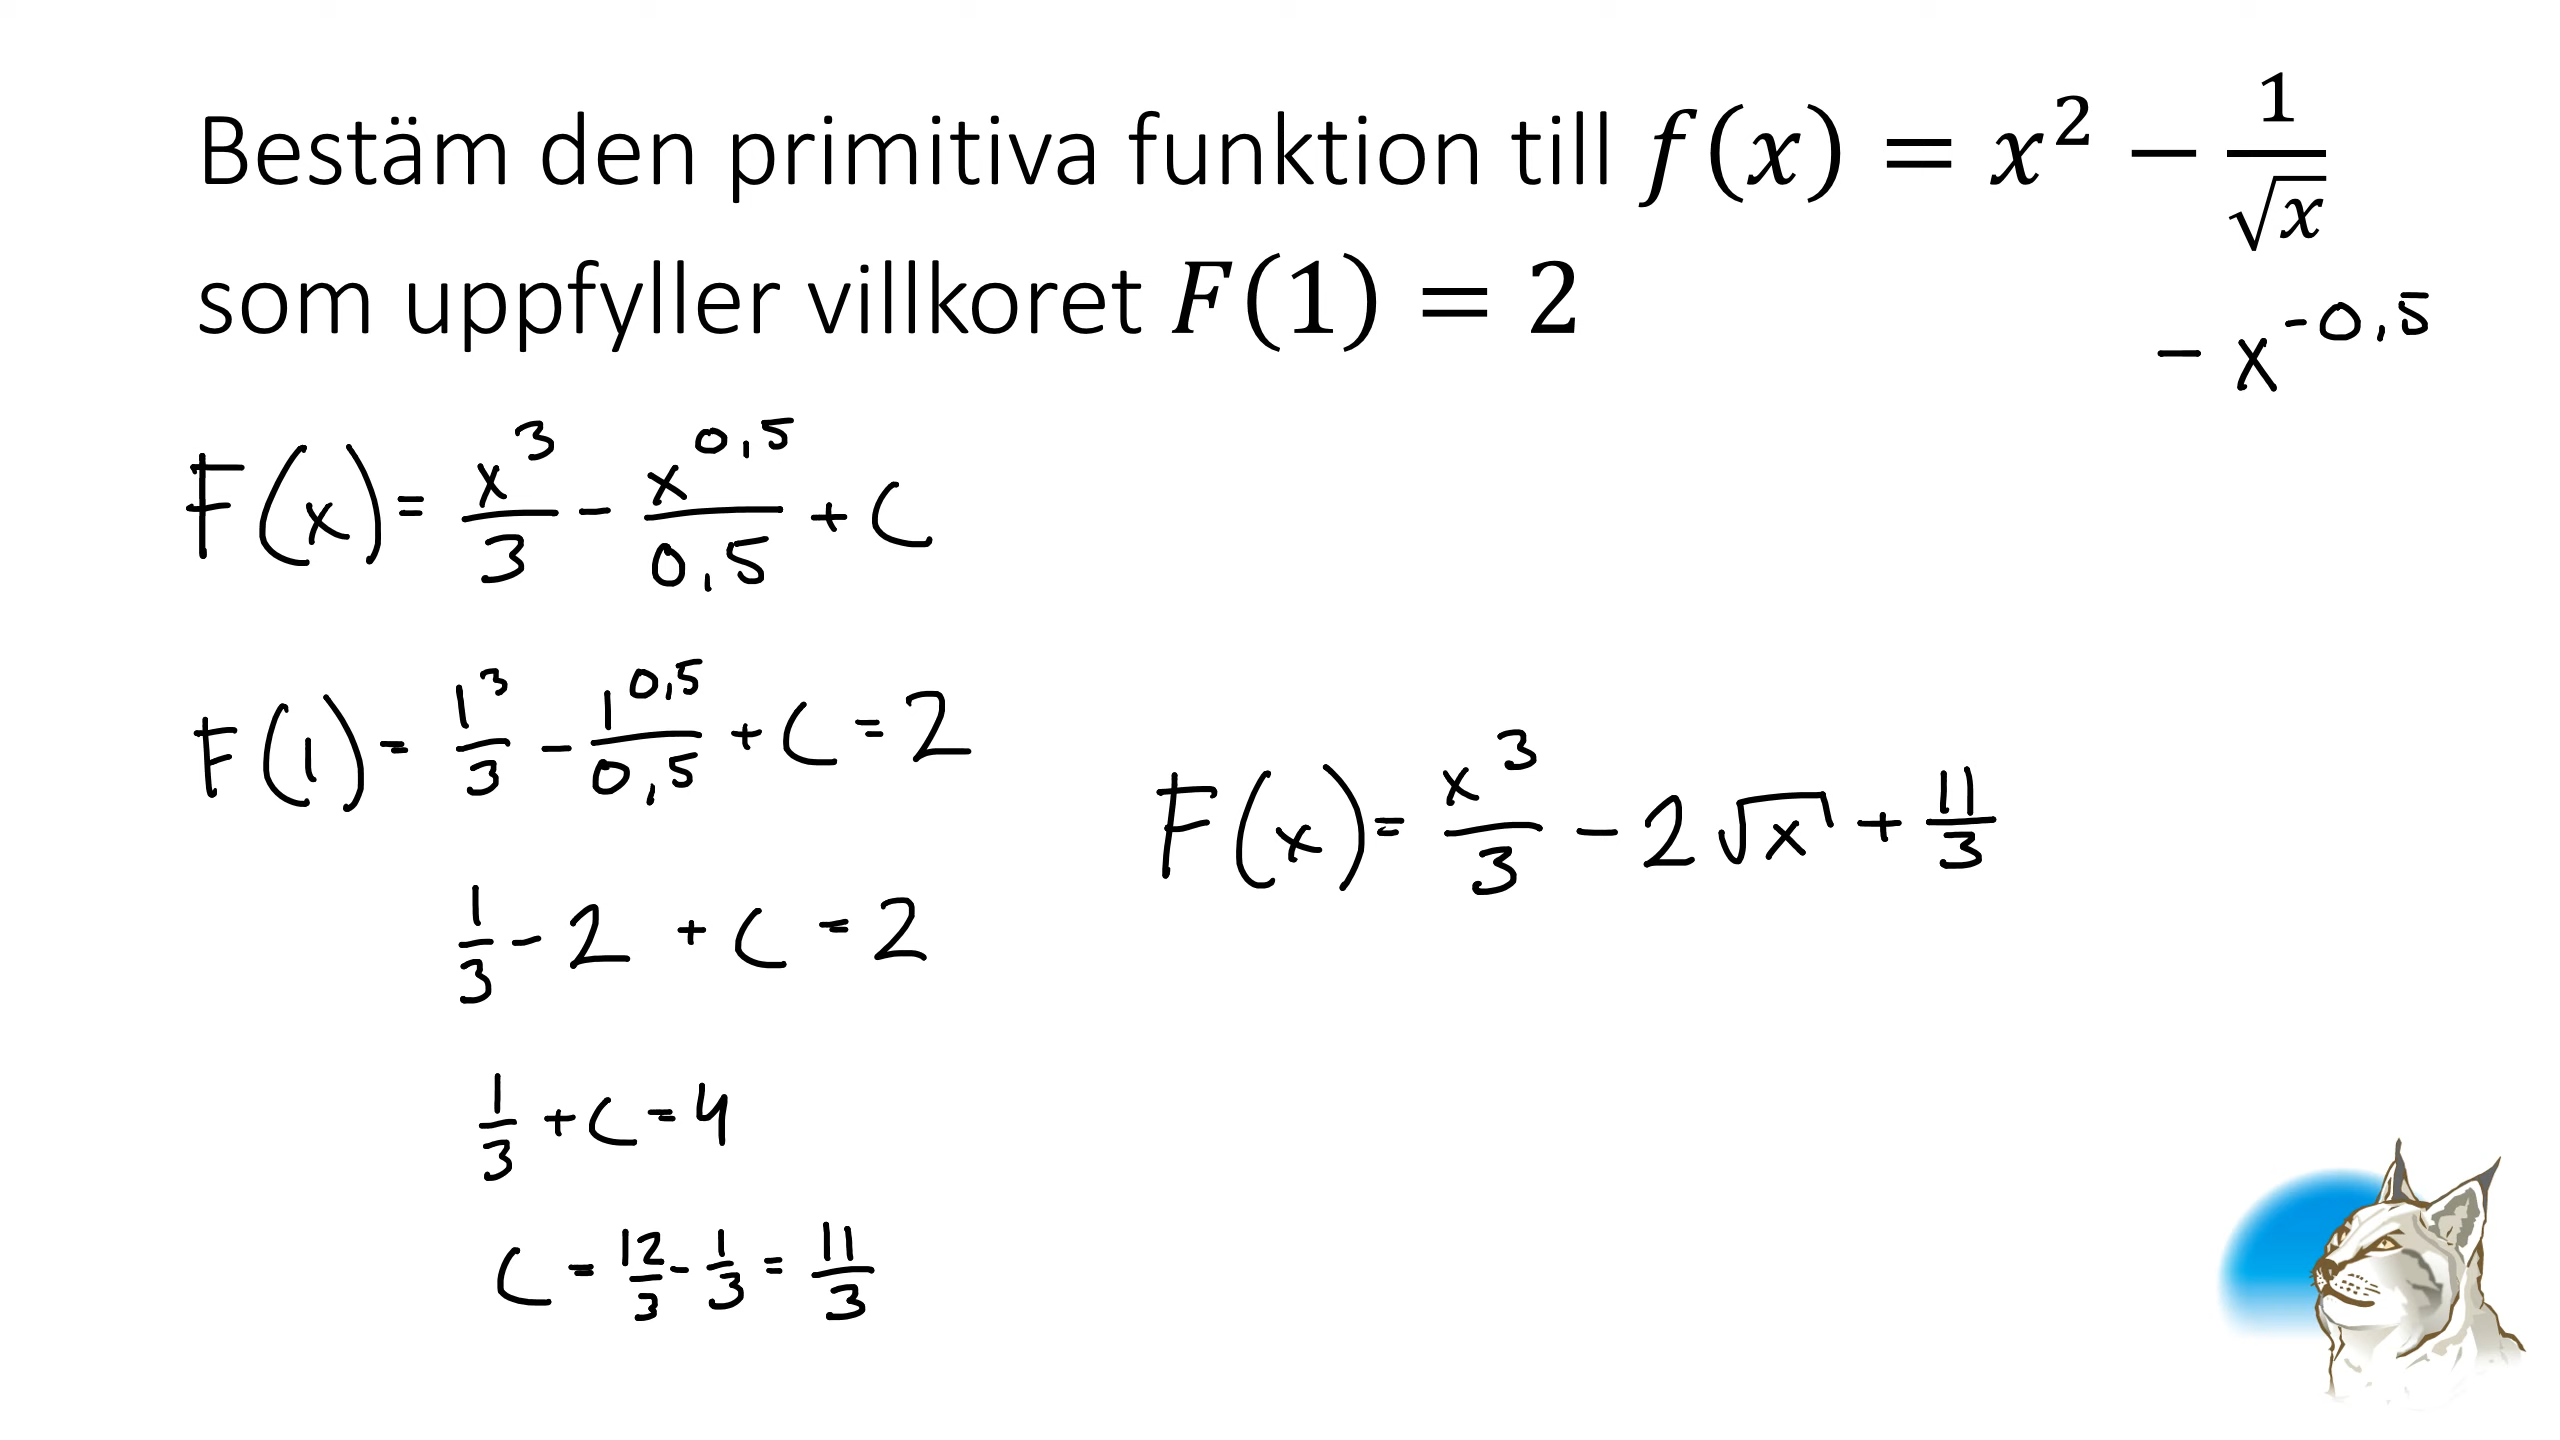 Bestäm den primitiva funktion till f(x) = x² − 1/√x
som uppfyller villkoret F(1) = 2
− x^-0,5
F(x) = x³/3 − x^0,5/0,5 + C
F(1) = 1³/3 − 1^0,5/0,5 + C = 2
1/3 − 2 + C = 2
1/3 + C = 4
C = 12/3 − 1/3 = 11/3
F(x) = x³/3 − 2√x + 11/3